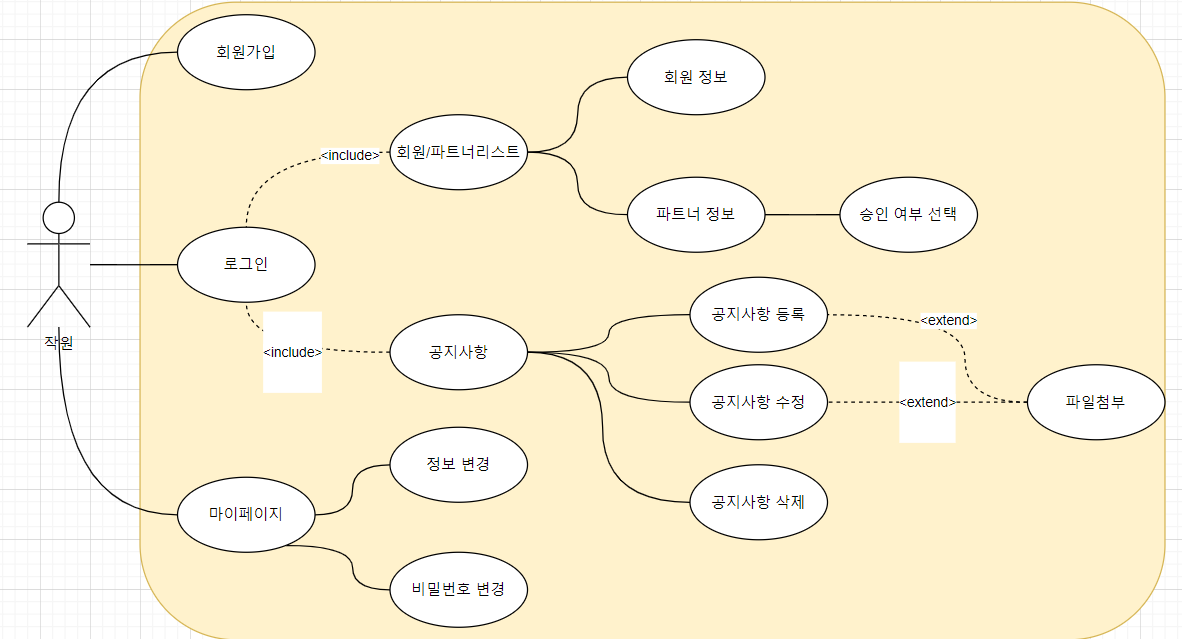 회원가입
회원 정보
<include>
회원/파트너리스트
파트너 정보
승인 여부 선택
로그인
직원
<include>
공지사항
공지사항 등록
<extend>
공지사항 수정
<extend>
파일첨부
정보 변경
공지사항 삭제
마이페이지
비밀번호 변경